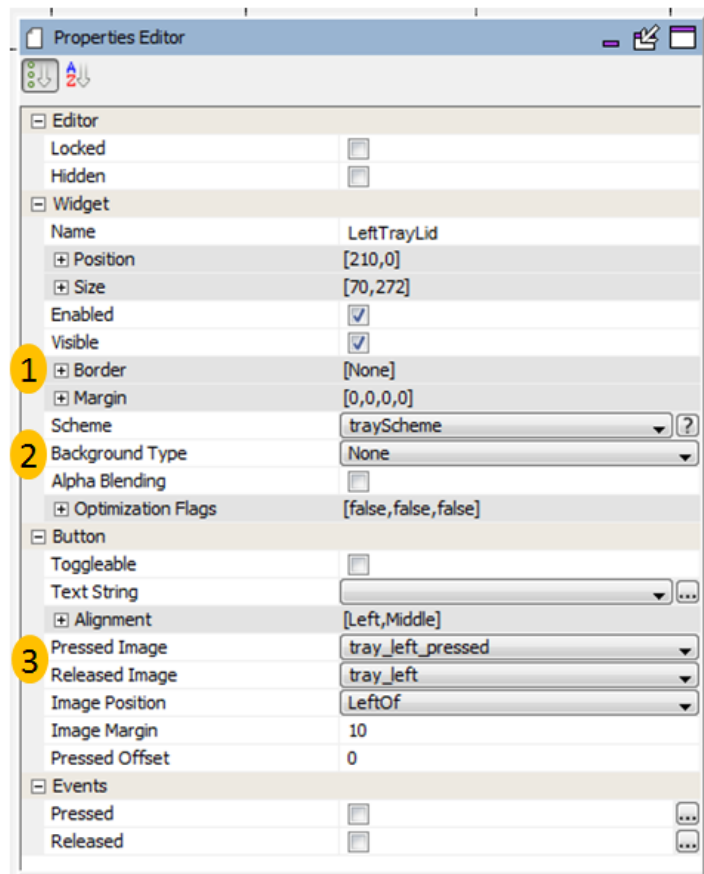 Properties Editor
AZ
Editor
Locked
Hidden
Widget
Name LeftTrayLid
Position [210,0]
Size [70,272]
Enabled
Visible
1 Border [None]
Margin [0,0,0,0]
Scheme trayScheme ?
2 Background Type None
Alpha Blending
Optimization Flags [false,false,false]
Button
Toggleable
Text String ...
Alignment [Left,Middle]
3 Pressed Image tray_left_pressed
Released Image tray_left
Image Position LeftOf
Image Margin 10
Pressed Offset 0
Events
Pressed ...
Released ...